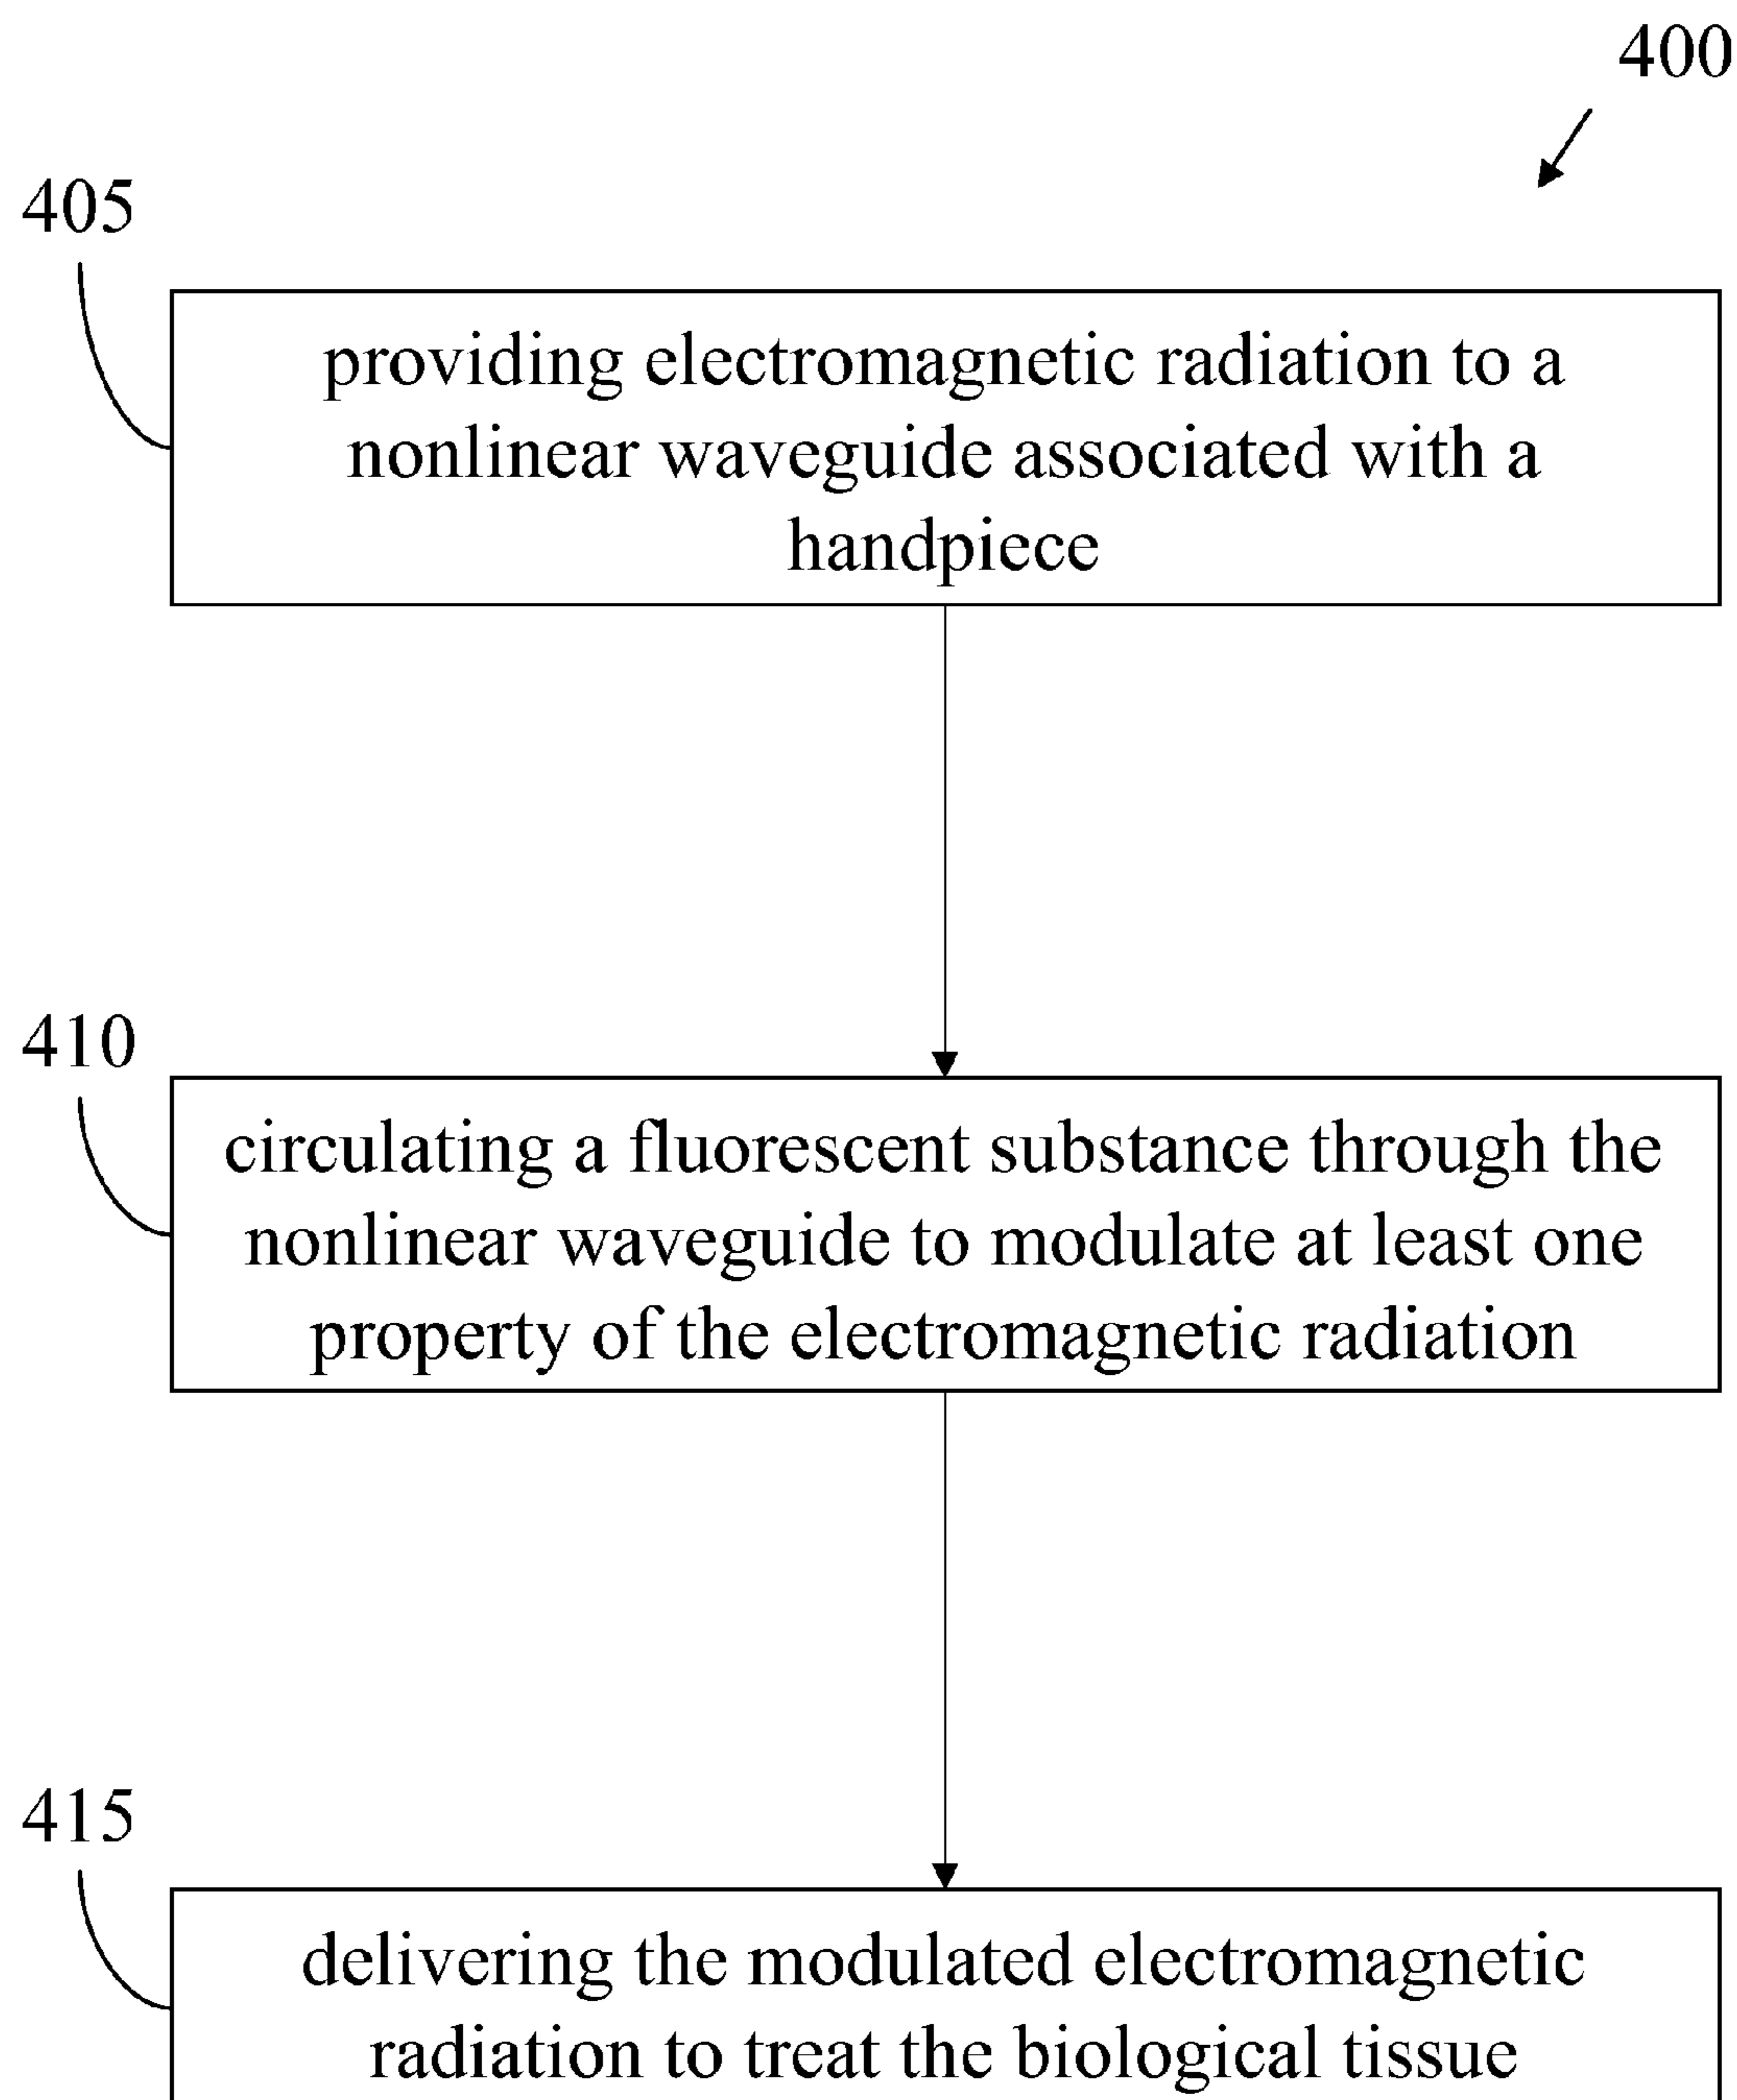 400
405
providing electromagnetic radiation to a
nonlinear waveguide associated with a
handpiece
410
circulating a fluorescent substance through the
nonlinear waveguide to modulate at least one
property of the electromagnetic radiation
415
delivering the modulated electromagnetic
radiation to treat the biological tissue